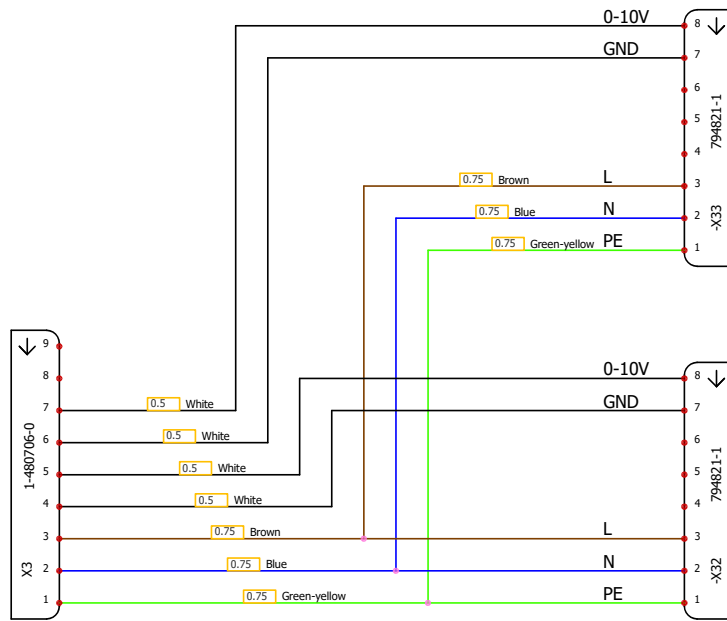 0-10V
8
GND
7
6
5
4
0.75 Brown L
3
0.75 Blue N
2
0.75 Green-yellow PE
1
794821-1
-X33
9
8
7
0.5 White
6
0.5 White
5
0.5 White
4
0.5 White
3
0.75 Brown
2
0.75 Blue
1
0.75 Green-yellow
1-480706-0
X3
0-10V
8
GND
7
6
5
4
L
3
N
2
PE
1
794821-1
-X32